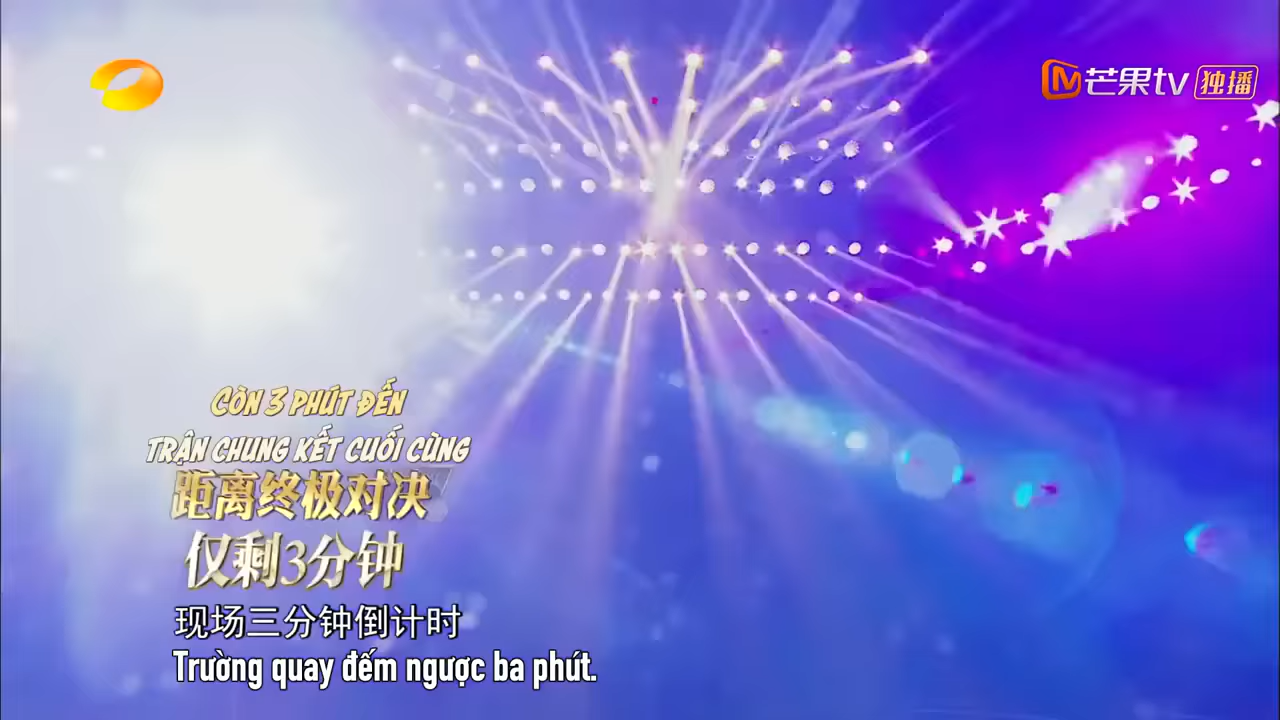 芒果tv 独播
CÒN 3 PHÚT ĐẾN
TRẬN CHUNG KẾT CUỐI CÙNG
距离终极对决
仅剩3分钟
现场三分钟倒计时
Trường quay đếm ngược ba phút.